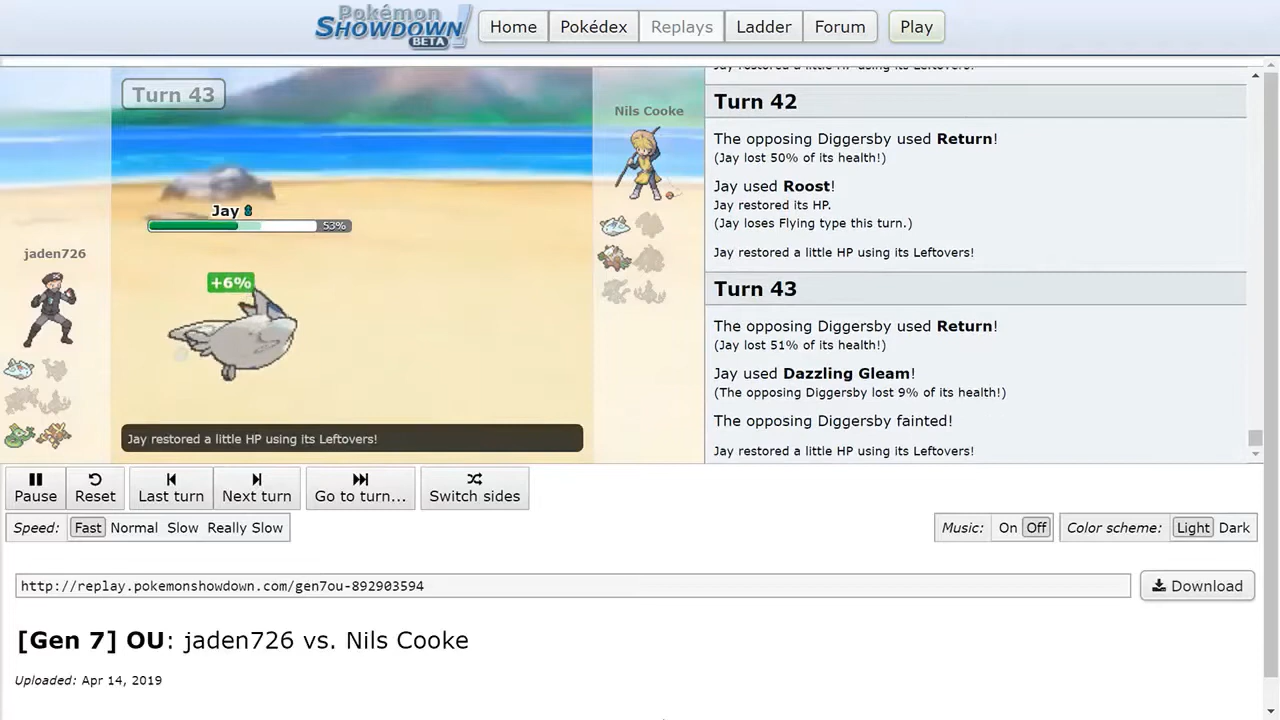 Pokémon
SHOWDOWN!
BETA
Home
Pokédex
Replays
Ladder
Forum
Play
Turn 43
Nils Cooke
Jay
53%
jaden726
+6%
Jay restored a little HP using its Leftovers!
Jay restored a little HP using its Leftovers!
Turn 42
The opposing Diggersby used Return!
(Jay lost 50% of its health!)
Jay used Roost!
Jay restored its HP.
(Jay loses Flying type this turn.)
Jay restored a little HP using its Leftovers!
Turn 43
The opposing Diggersby used Return!
(Jay lost 51% of its health!)
Jay used Dazzling Gleam!
(The opposing Diggersby lost 9% of its health!)
The opposing Diggersby fainted!
Jay restored a little HP using its Leftovers!
Pause
Reset
Last turn
Next turn
Go to turn...
Switch sides
Speed: Fast Normal Slow Really Slow
Music: On Off
Color scheme: Light Dark
http://replay.pokemonshowdown.com/gen7ou-892903594
Download
[Gen 7] OU: jaden726 vs. Nils Cooke
Uploaded: Apr 14, 2019